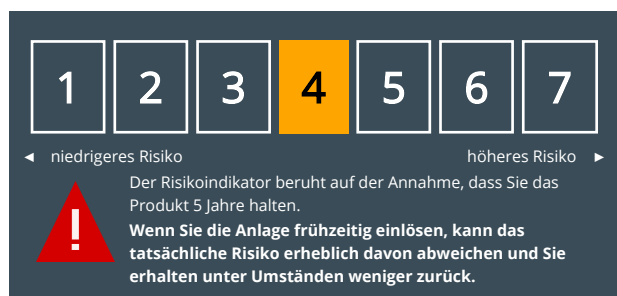 1 2 3 4 5 6 7
◄ niedrigeres Risiko höheres Risiko ►
Der Risikoindikator beruht auf der Annahme, dass Sie das
Produkt 5 Jahre halten.
!
Wenn Sie die Anlage frühzeitig einlösen, kann das
tatsächliche Risiko erheblich davon abweichen und Sie
erhalten unter Umständen weniger zurück.